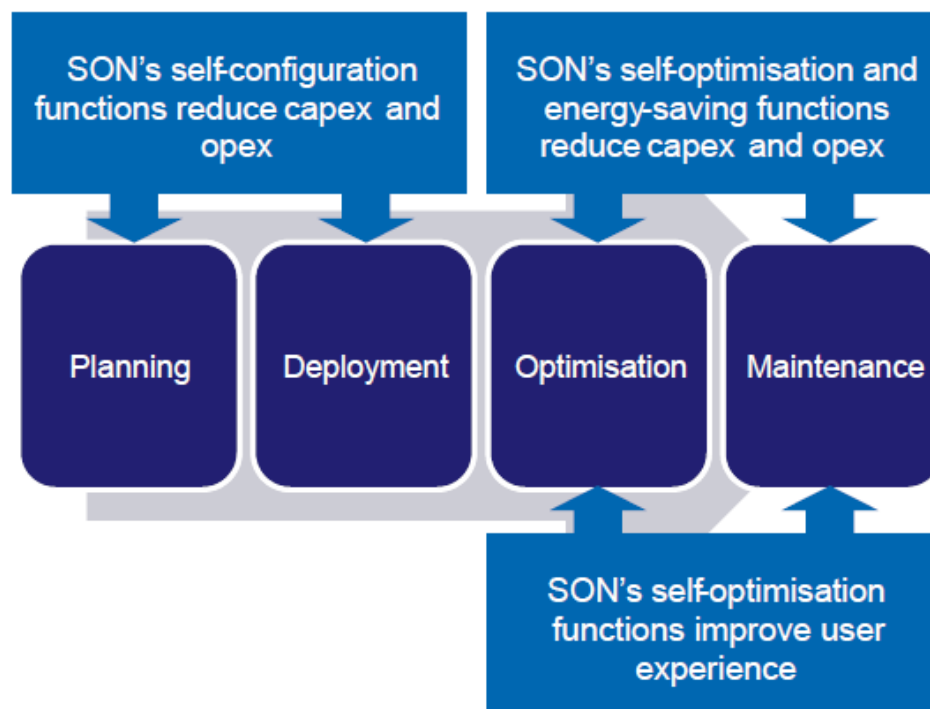 SON's self-configuration
functions reduce capex and
opex
SON's self-optimisation and
energy-saving functions
reduce capex and opex
Planning
Deployment
Optimisation
Maintenance
SON's self-optimisation
functions improve user
experience